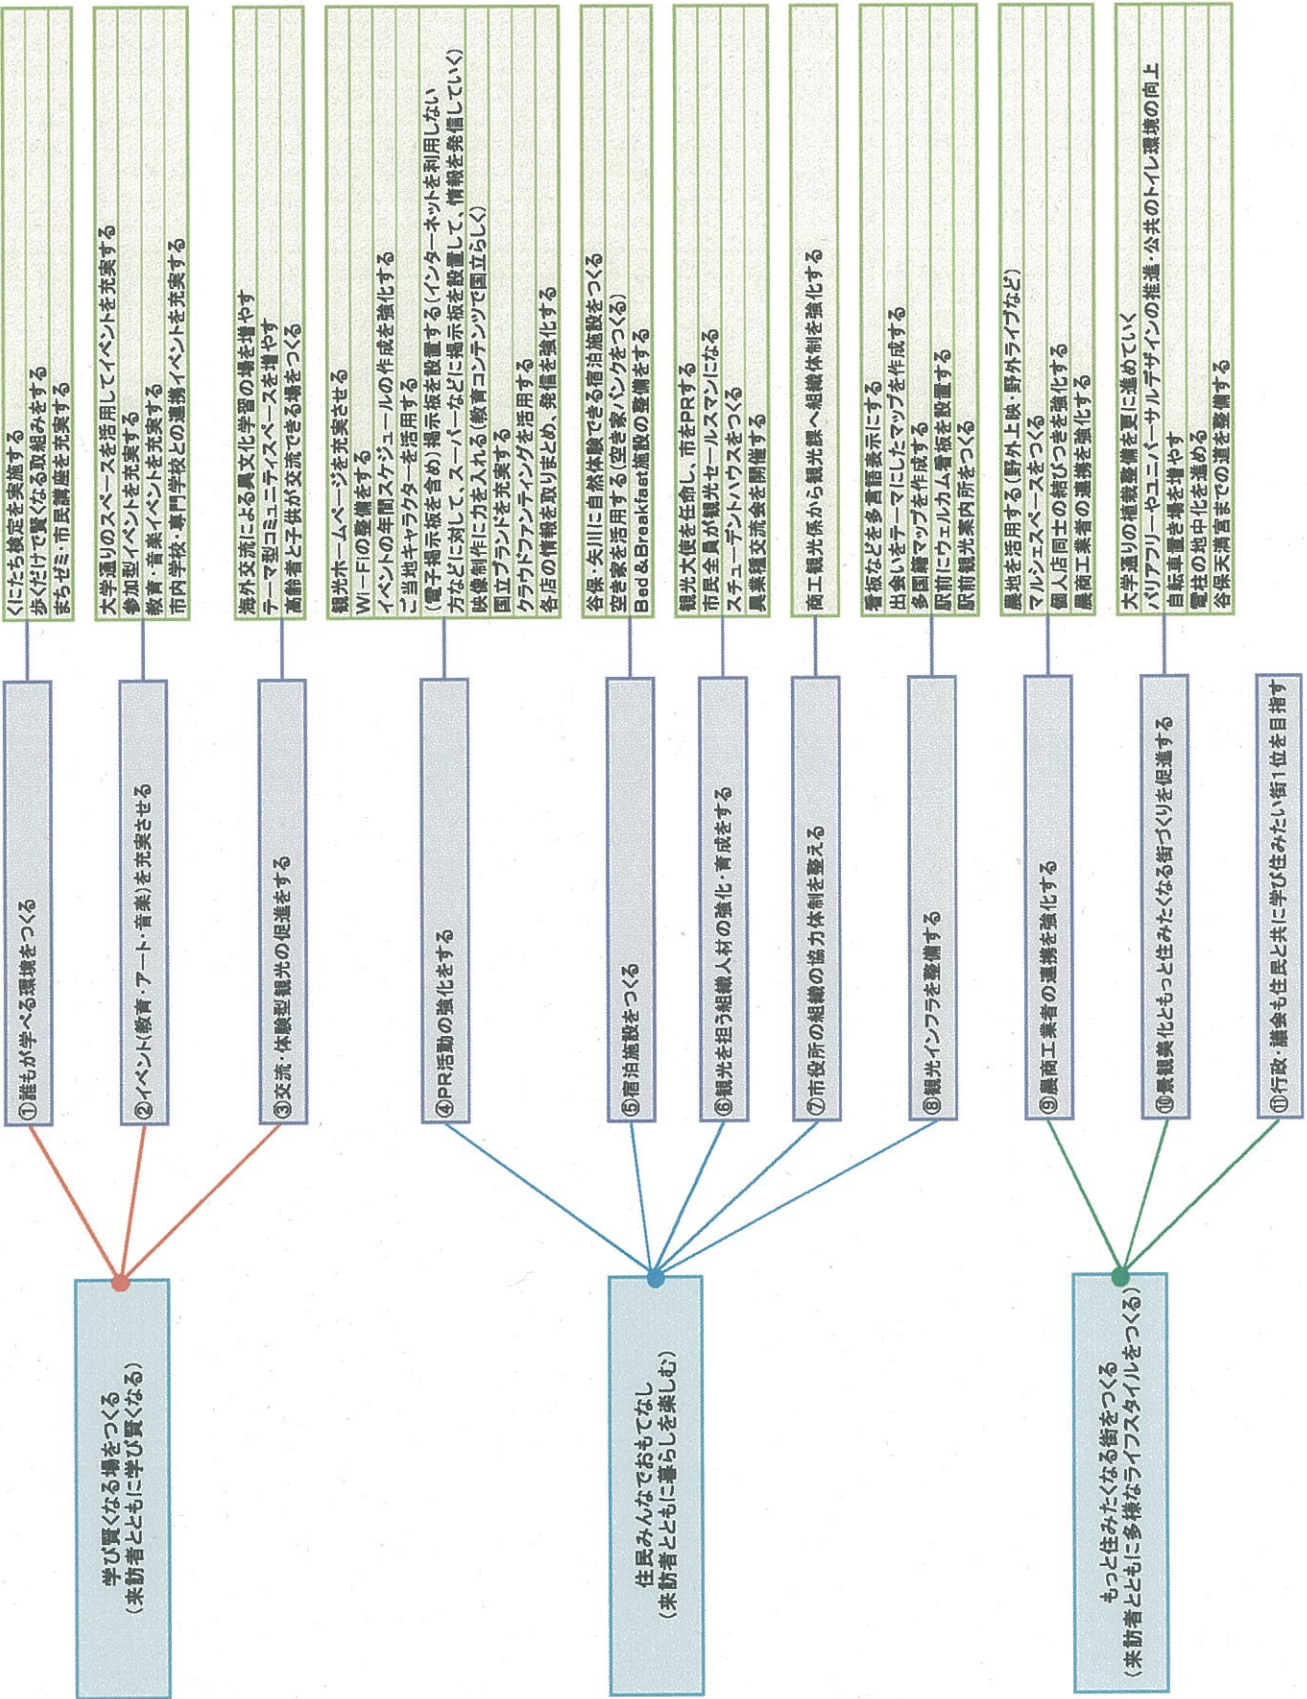 学び賢くなる場をつくる
(来訪者とともに学び賢くなる)
①誰もが学べる環境をつくる
くにたち検定を実施する
歩くだけで賢くなる取組みをする
まちゼミ・市民講座を充実する
②イベント(教育・アート・音楽)を充実させる
大学通りのスペースを活用してイベントを充実する
参加型イベントを充実する
教育・音楽イベントを充実する
市内学校・専門学校との連携イベントを充実する
③交流・体験型観光の促進をする
海外交流による異文化学習の場を増やす
テーマ型コミュニティスペースを増やす
高齢者と子供が交流できる場をつくる
住民みんなでおもてなし
(来訪者とともに暮らしを楽しむ)
④PR活動の強化をする
観光ホームページを充実させる
Wi-Fiの整備をする
イベントの年間スケジュールの作成を強化する
ご当地キャラクターを活用する
(電子掲示板を含め)掲示板を設置する(インターネットを利用しない
方などに対して、スーパーなどに掲示板を設置して、情報を発信していく)
映像制作に力を入れる(教育コンテンツで国立らしく)
国立ブランドを充実する
クラウドファンティングを活用する
各店の情報を取りまとめ、発信を強化する
⑤宿泊施設をつくる
谷保・矢川に自然体験できる宿泊施設をつくる
空き家を活用する(空き家バンクをつくる)
Bed&Breakfast施設の整備をする
⑥観光を担う組織人材の強化・育成をする
観光大使を任命し、市をPRする
市民全員が観光セールスマンになる
スチューデントハウスをつくる
異業種交流会を開催する
⑦市役所の組織の協力体制を整える
商工観光係から観光課へ組織体制を強化する
⑧観光インフラを整備する
看板などを多言語表示にする
出会いをテーマにしたマップを作成する
多国籍マップを作成する
駅前にウェルカム看板を設置する
駅前観光案内所をつくる
もっと住みたくなる街をつくる
(来訪者とともに多様なライフスタイルをつくる)
⑨農商工業者の連携を強化する
農地を活用する(野外上映・野外ライブなど)
マルシェスペースをつくる
個人店同士の結びつきを強化する
農商工業者の連携を強化する
⑩景観美化ともっと住みたくなる街づくりを促進する
大学通りの植栽整備を更に進めていく
バリアフリーやユニバーサルデザインの推進・公共のトイレ環境の向上
自転車置き場を増やす
電柱の地中化を進める
谷保天満宮までの道を整備する
⑪行政・議会も住民と共に学び住みたい街1位を目指す